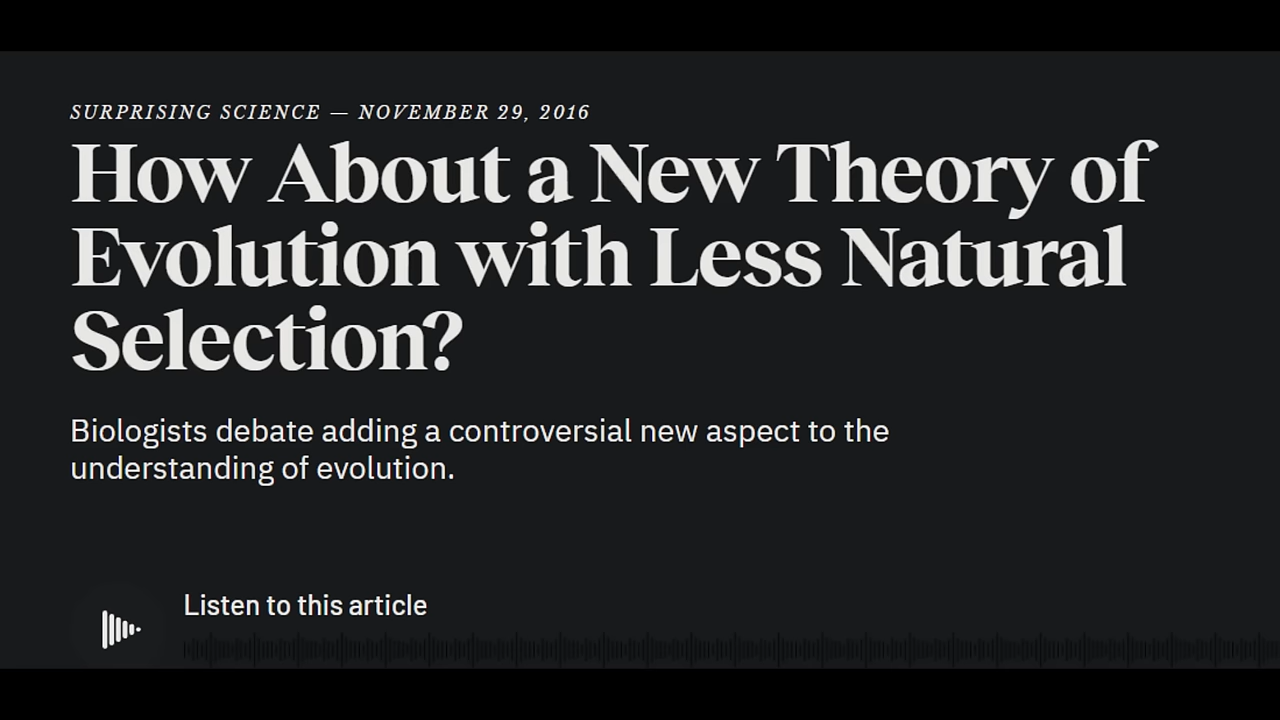 SURPRISING SCIENCE — NOVEMBER 29, 2016
How About a New Theory of
Evolution with Less Natural
Selection?
Biologists debate adding a controversial new aspect to the
understanding of evolution.
Listen to this article